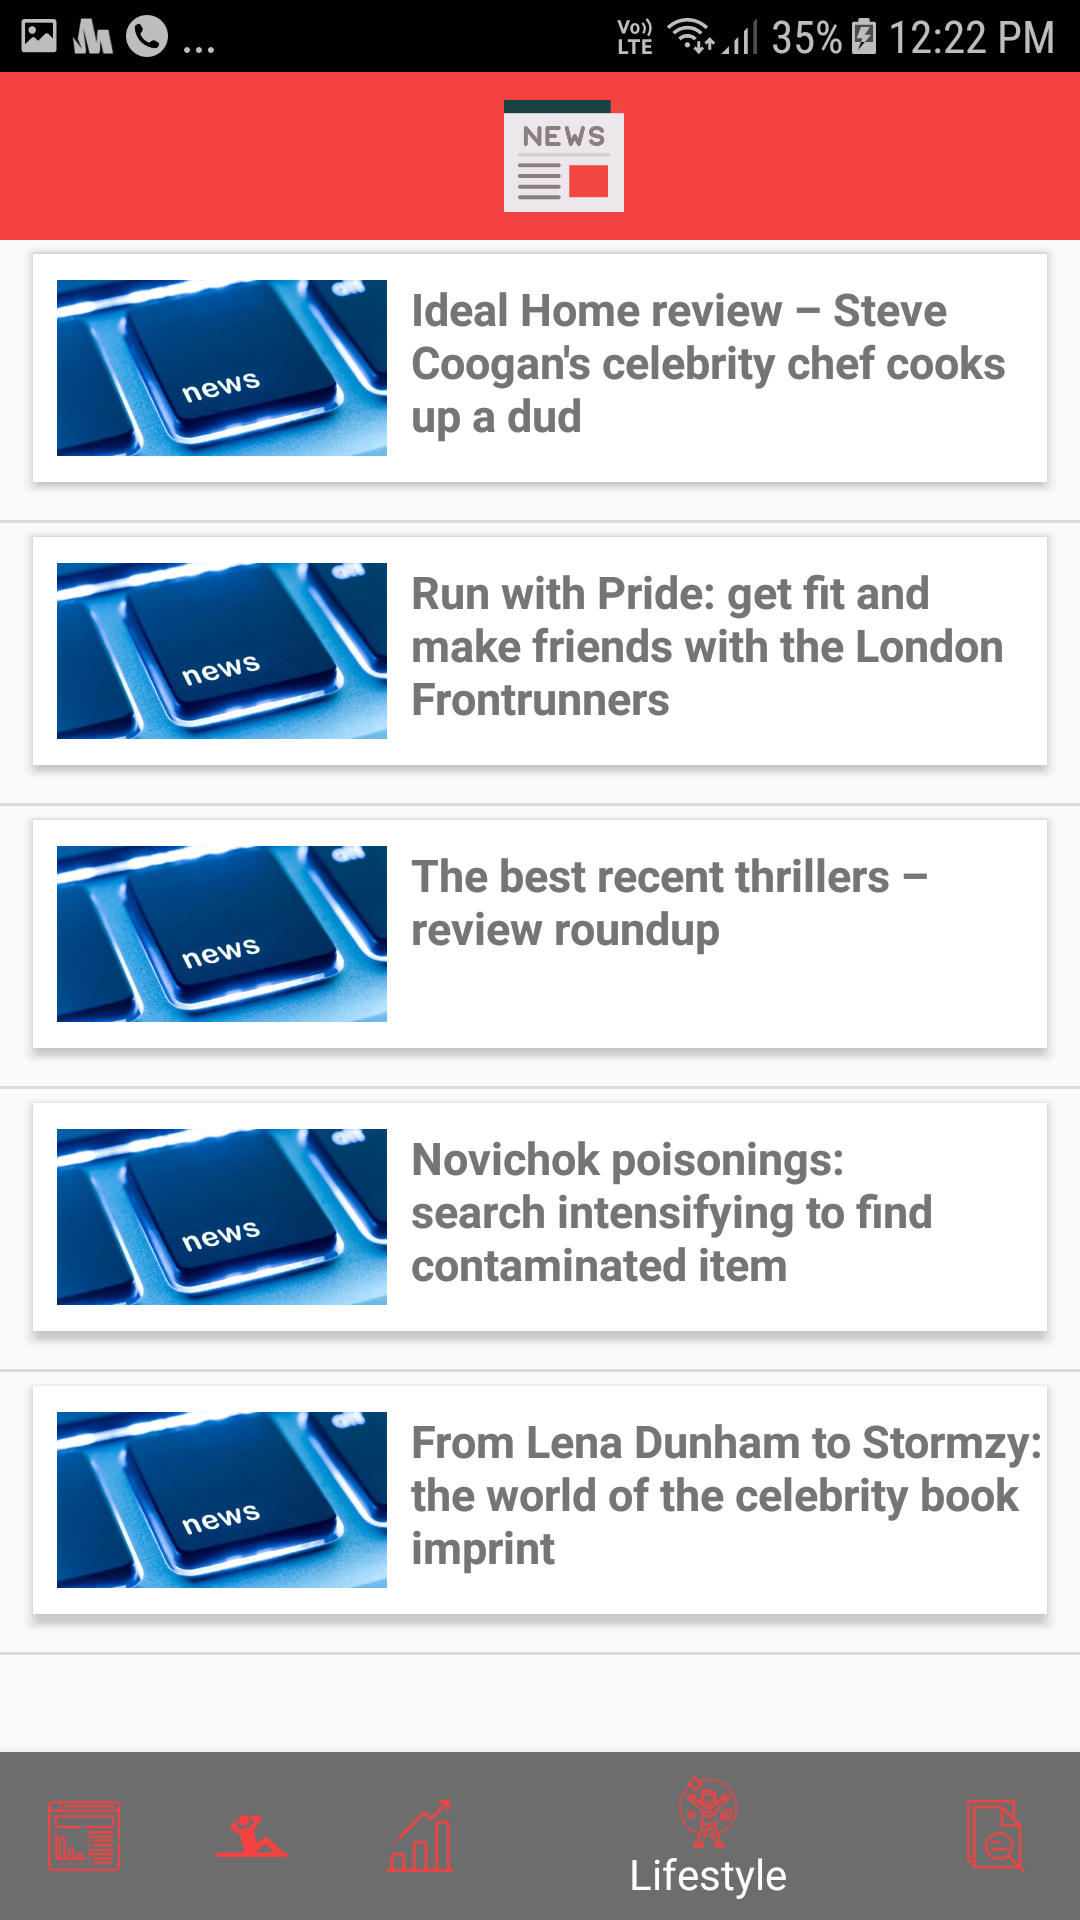 ... Vo)) LTE 35% 12:22 PM
NEWS
Ideal Home review – Steve
Coogan's celebrity chef cooks
up a dud
news
Run with Pride: get fit and
make friends with the London
Frontrunners
news
The best recent thrillers –
review roundup
news
Novichok poisonings:
search intensifying to find
contaminated item
news
From Lena Dunham to Stormzy:
the world of the celebrity book
imprint
news
Lifestyle